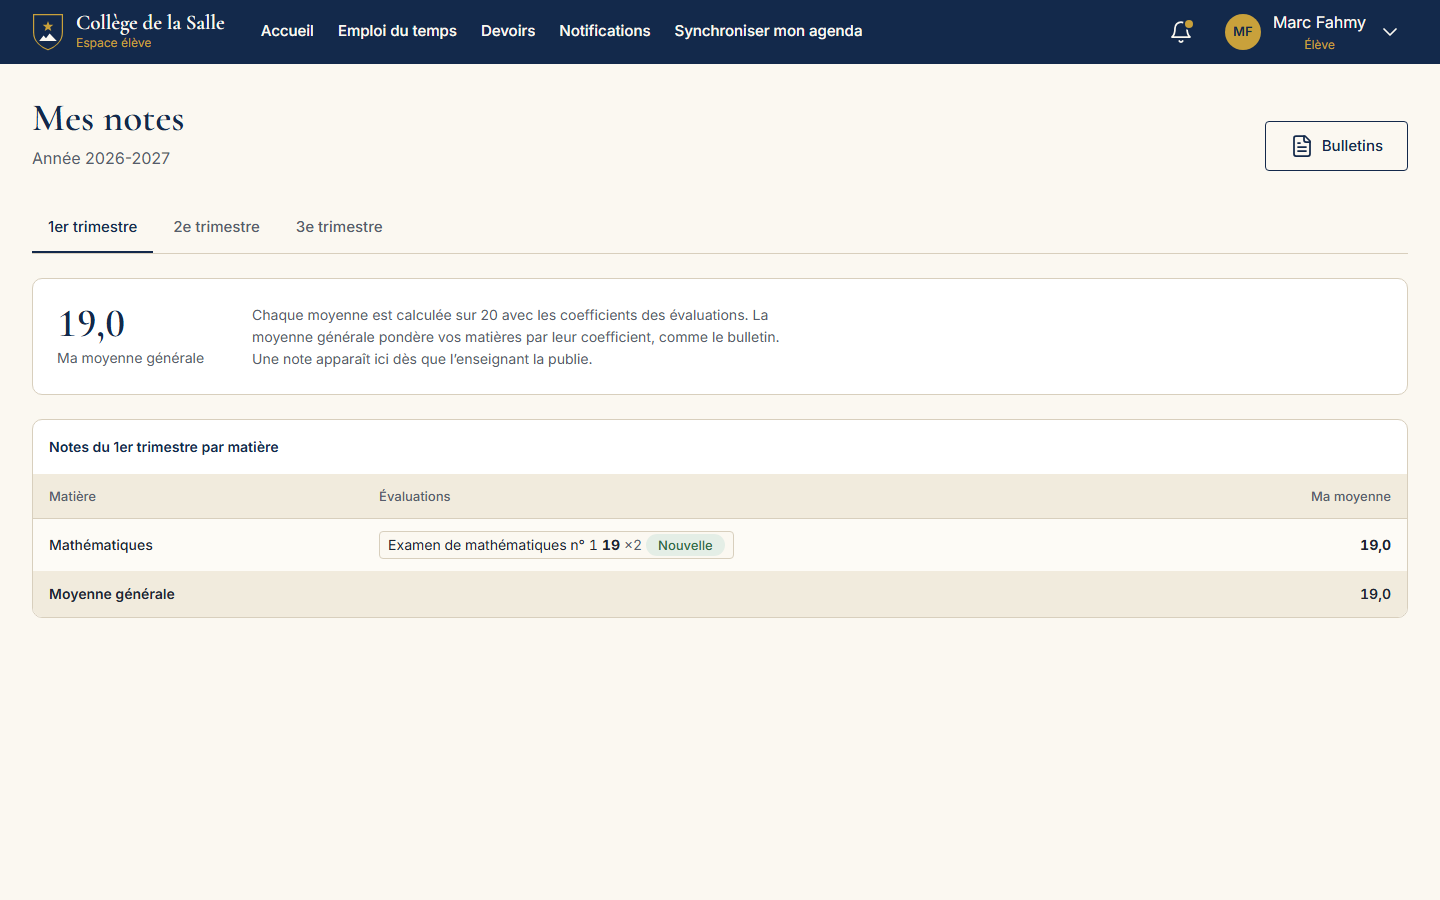 Collège de la Salle
Espace élève
Accueil
Emploi du temps
Devoirs
Notifications
Synchroniser mon agenda
MF
Marc Fahmy
Élève
Mes notes
Année 2026-2027
Bulletins
1er trimestre
2e trimestre
3e trimestre
19,0
Ma moyenne générale
Chaque moyenne est calculée sur 20 avec les coefficients des évaluations. La
moyenne générale pondère vos matières par leur coefficient, comme le bulletin.
Une note apparaît ici dès que l’enseignant la publie.
Notes du 1er trimestre par matière
Matière Évaluations Ma moyenne
Mathématiques Examen de mathématiques n° 1 19 ×2 Nouvelle 19,0
Moyenne générale 19,0